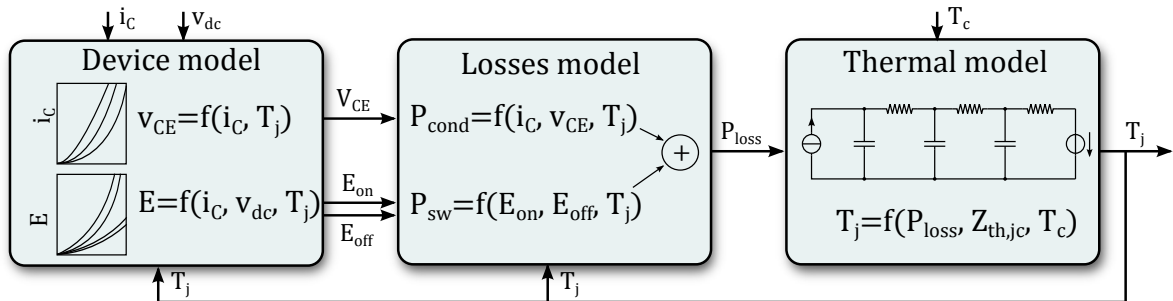 i_C v_dc T_c
Device model
Losses model
Thermal model
i_C
v_CE=f(i_C, T_j)
V_CE
P_cond=f(i_C, v_CE, T_j)
+
P_loss
T_j
E
E=f(i_C, v_dc, T_j)
E_on
E_off
P_sw=f(E_on, E_off, T_j)
T_j=f(P_loss, Z_th,jc, T_c)
T_j
T_j